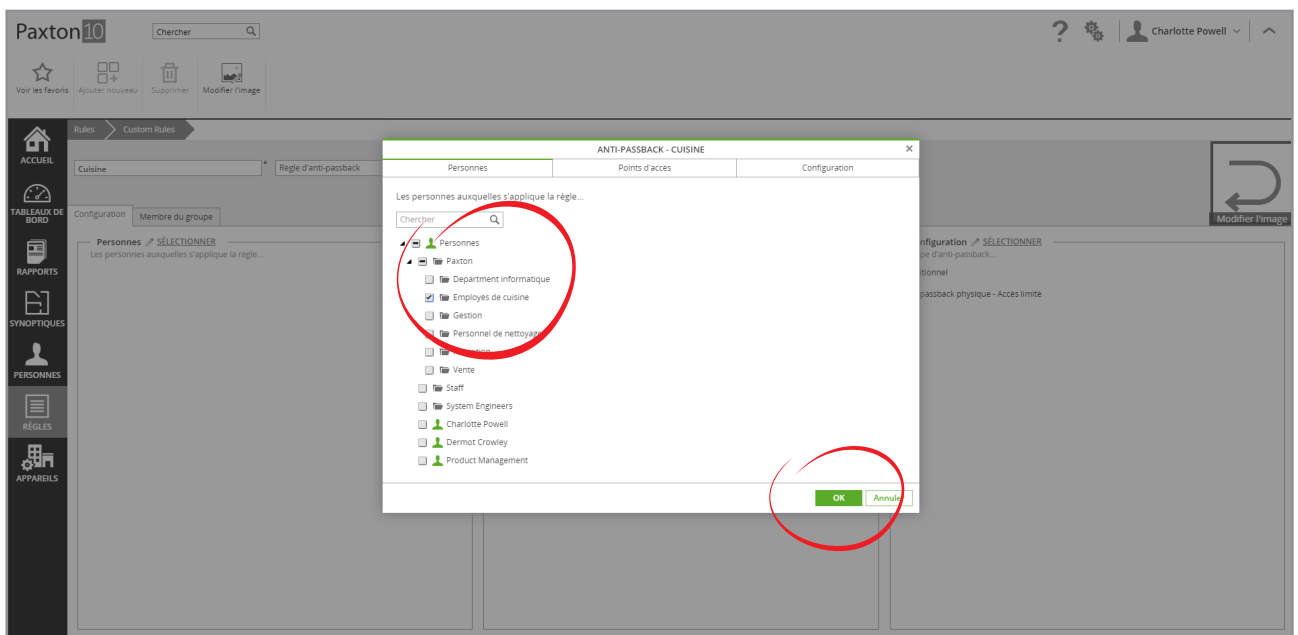 Paxton10 Chercher ? Charlotte Powell
Voir les favoris Ajouter nouveau Supprimer Modifier l'image
Rules Custom Rules
ACCUEIL
TABLEAUX DE BORD
RAPPORTS
SYNOPTIQUES
PERSONNES
RÈGLES
APPAREILS
Cuisine * Règle d'anti-passback
Configuration Membre du groupe
Personnes SÉLECTIONNER
Les personnes auxquelles s'applique la règle...
ANTI-PASSBACK - CUISINE
Personnes Points d'accès Configuration
Les personnes auxquelles s'applique la règle...
Chercher
Personnes
Paxton
Department informatique
Employés de cuisine
Gestion
Personnel de nettoyage
Vente
Staff
System Engineers
Charlotte Powell
Dermot Crowley
Product Management
OK Annuler
Modifier l'image
nfiguration SÉLECTIONNER
pe d'anti-passback...
itionnel
passback physique - Accès limité